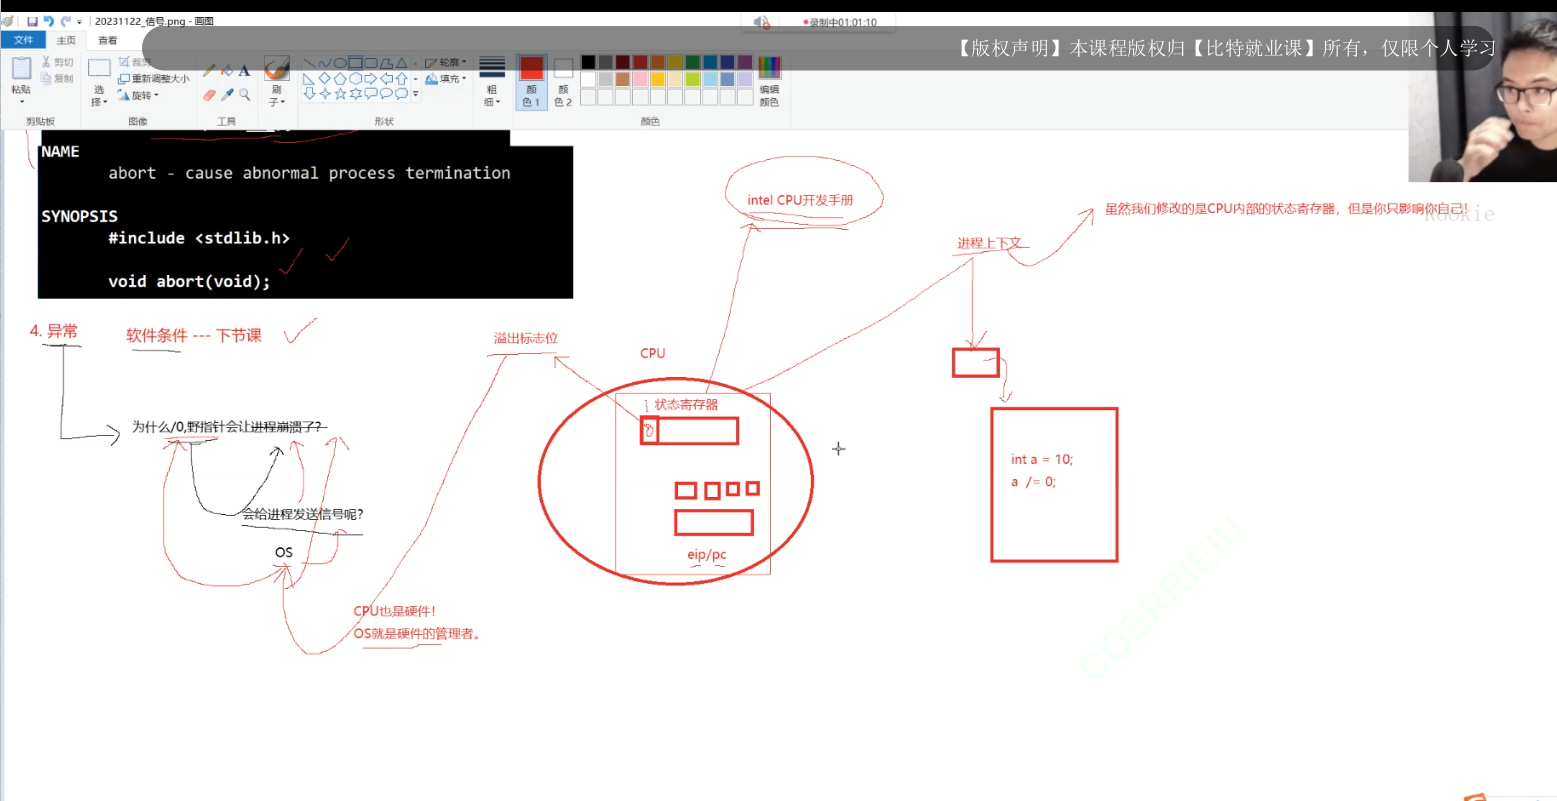 20231122_信号.png - 画图
录制中01:01:10
文件 主页 查看
【版权声明】本课程版权归【比特就业课】所有，仅限个人学习
粘贴
剪切
复制
选择
裁剪
重新调整大小
旋转
刷子
轮廓
填充
粗细
颜色 1
颜色 2
编辑颜色
剪贴板 图像 工具 形状 颜色
NAME
abort - cause abnormal process termination
SYNOPSIS
#include <stdlib.h>
void abort(void);
intel CPU开发手册
虽然我们修改的是CPU内部的状态寄存器，但是你只影响你自己!
Rookie
进程上下文
4. 异常 软件条件 --- 下节课
溢出标志位
CPU
状态寄存器
为什么/0,野指针会让进程崩溃了?
int a = 10;
a /= 0;
会给进程发送信号呢?
OS
eip/pc
CPU也是硬件!
OS就是硬件的管理者。
COERRIEIU